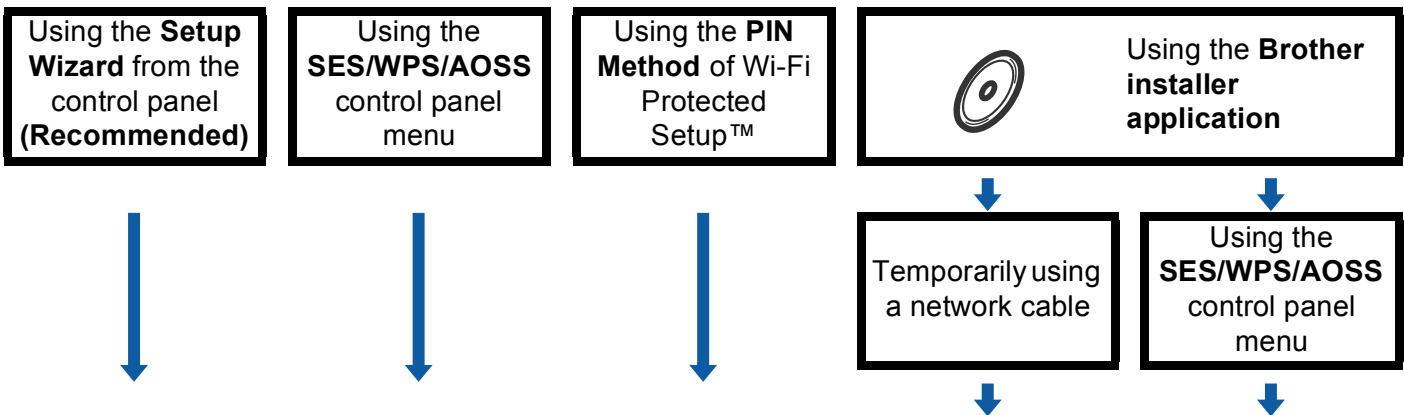 Using the Setup
Wizard from the
control panel
(Recommended)
Using the
SES/WPS/AOSS
control panel
menu
Using the PIN
Method of Wi-Fi
Protected
Setup™
Using the Brother
installer
application
Temporarily using
a network cable
Using the
SES/WPS/AOSS
control panel
menu